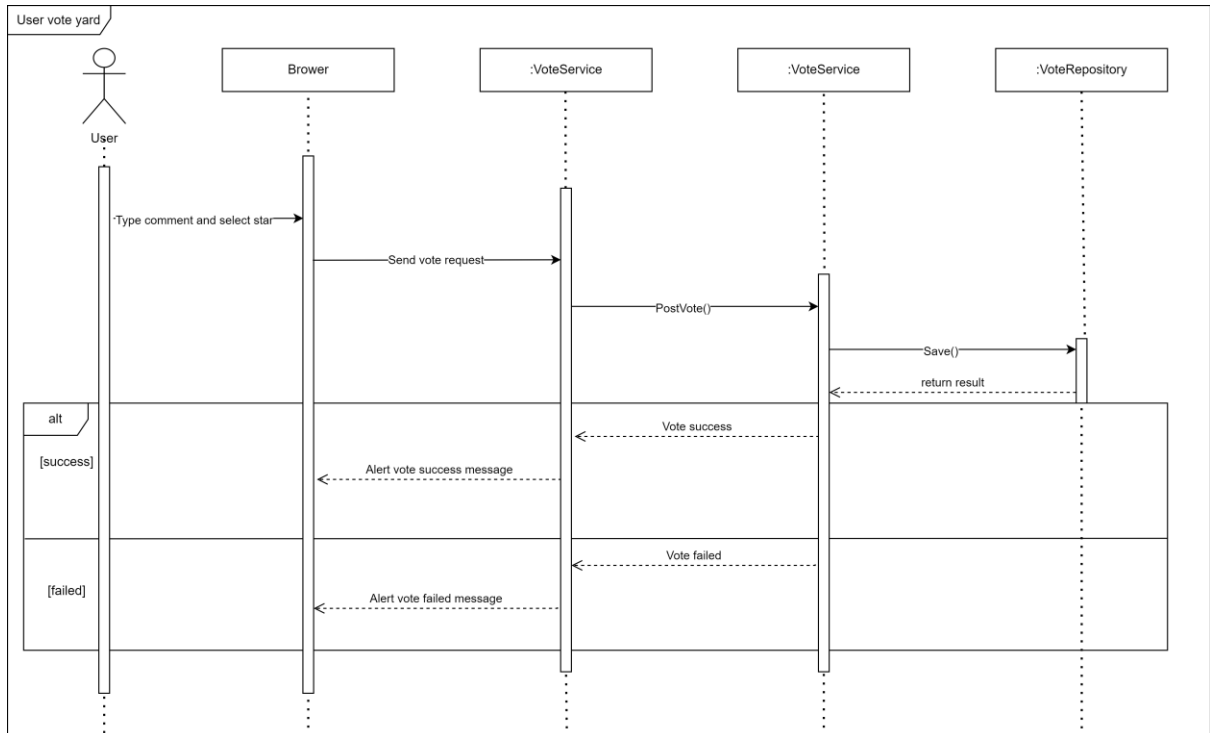 User vote yard
User
Brower
:VoteService
:VoteService
:VoteRepository
Type comment and select star
Send vote request
PostVote()
Save()
return result
alt
[success]
Vote success
Alert vote success message
[failed]
Vote failed
Alert vote failed message